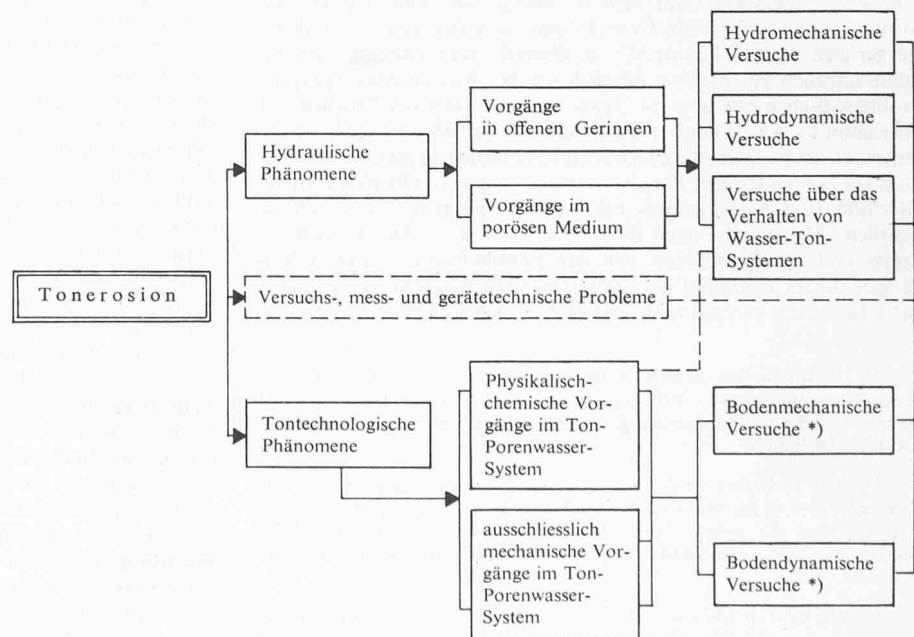 Tonerosion
Hydraulische
Phänomene
Versuchs-, mess- und gerätetechnische Probleme
Tontechnologische
Phänomene
Vorgänge
in offenen Gerinnen
Vorgänge im
porösen Medium
Physikalisch-
chemische Vor-
gänge im Ton-
Porenwasser-
System
ausschliesslich
mechanische Vor-
gänge im Ton-
Porenwasser-
System
Hydromechanische
Versuche
Hydrodynamische
Versuche
Versuche über das
Verhalten von
Wasser-Ton-
Systemen
Bodenmechanische
Versuche *)
Bodendynamische
Versuche *)